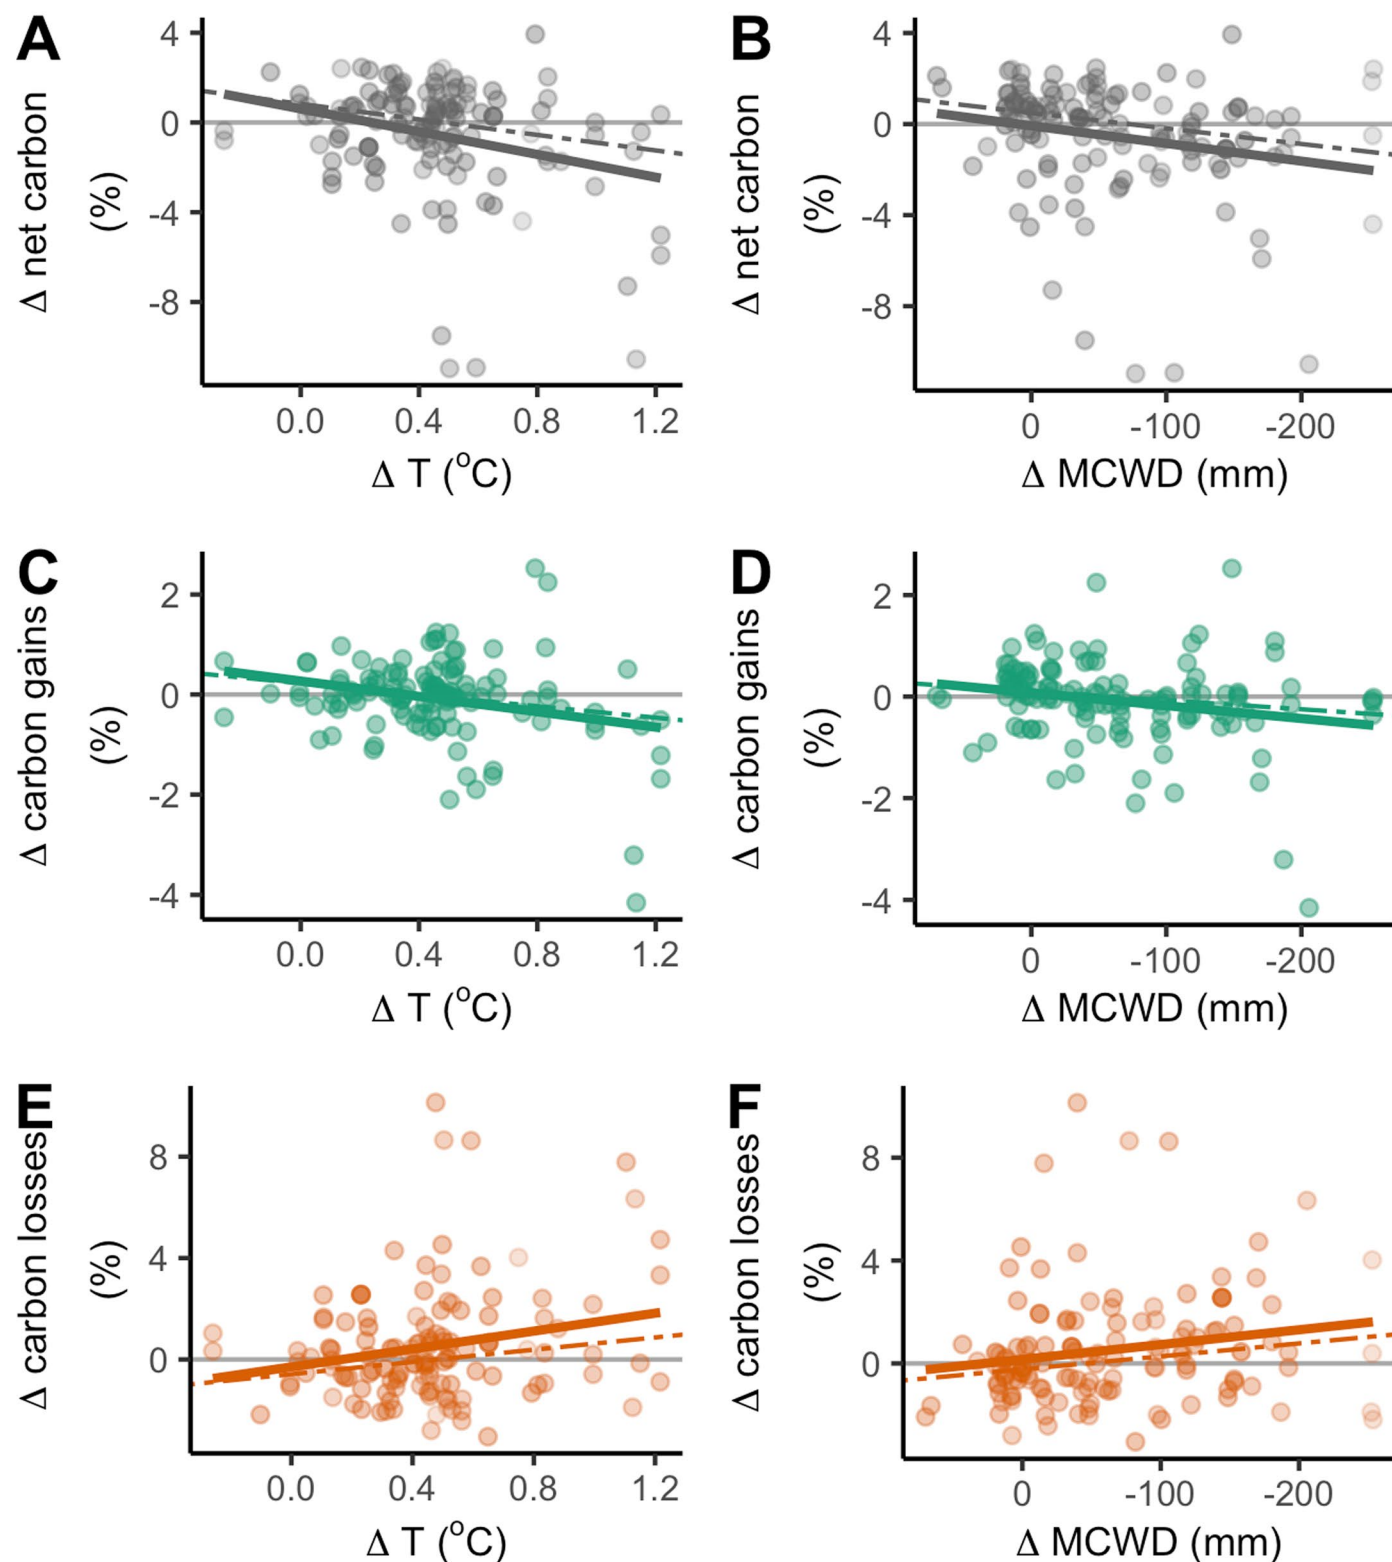 A
Δ net carbon
(%)
4
0
-4
-8
0.0 0.4 0.8 1.2
Δ T (°C)
B
Δ net carbon
(%)
4
0
-4
-8
0 -100 -200
Δ MCWD (mm)
C
Δ carbon gains
(%)
2
0
-2
-4
0.0 0.4 0.8 1.2
Δ T (°C)
D
Δ carbon gains
(%)
2
0
-2
-4
0 -100 -200
Δ MCWD (mm)
E
Δ carbon losses
(%)
8
4
0
0.0 0.4 0.8 1.2
Δ T (°C)
F
Δ carbon losses
(%)
8
4
0
0 -100 -200
Δ MCWD (mm)